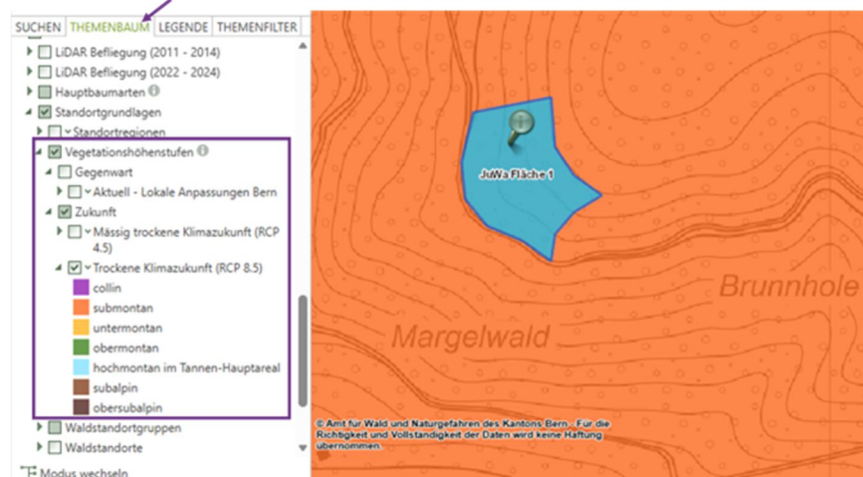 SUCHEN THEMENBAUM LEGENDE THEMENFILTER
LiDAR Befliegung (2011 - 2014)
LiDAR Befliegung (2022 - 2024)
Hauptbaumarten
Standortgrundlagen
Standortregionen
Vegetationshöhenstufen
Gegenwart
Aktuell - Lokale Anpassungen Bern
Zukunft
Mässig trockene Klimazukunft (RCP
4.5)
Trockene Klimazukunft (RCP 8.5)
collin
submontan
untermontan
obermontan
hochmontan im Tannen-Hauptareal
subalpin
obersubalpin
Waldstandortgruppen
Waldstandorte
Modus wechseln
JuWa Fläche 1
Brunnhole
Margelwald
© Amt für Wald und Naturgefahren des Kantons Bern - Für die
Richtigkeit und Vollständigkeit der Daten wird keine Haftung
übernommen.